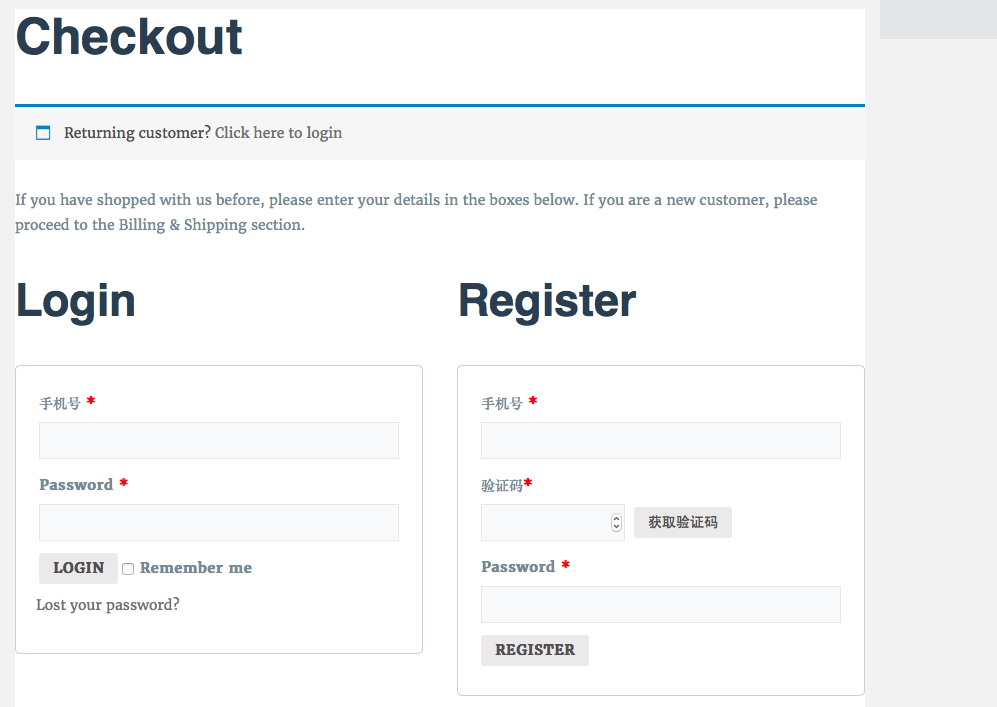 Checkout
Returning customer? Click here to login
If you have shopped with us before, please enter your details in the boxes below. If you are a new customer, please
proceed to the Billing & Shipping section.
Login
手机号 *
Password *
LOGIN Remember me
Lost your password?
Register
手机号 *
验证码*
获取验证码
Password *
REGISTER